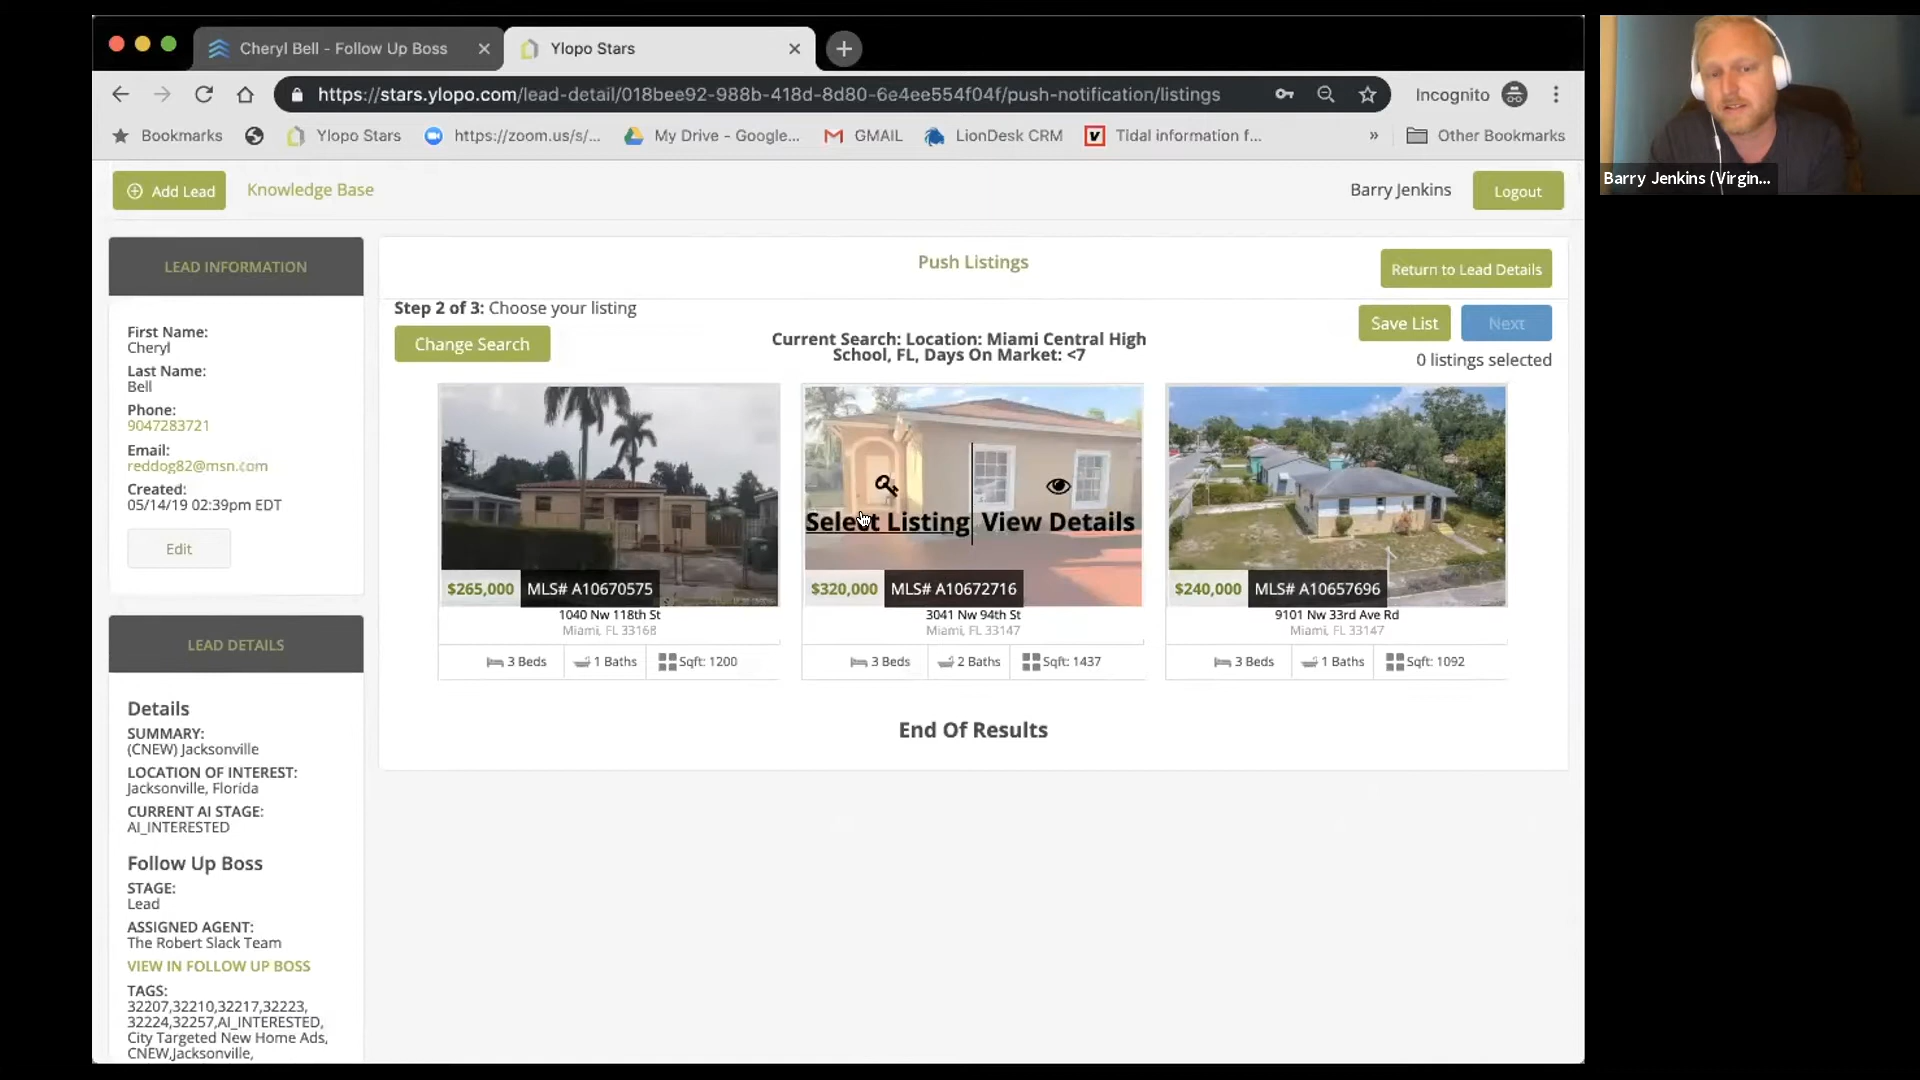 Cheryl Bell - Follow Up Boss
Ylopo Stars
https://stars.ylopo.com/lead-detail/018bee92-988b-418d-8d80-6e4ee554f04f/push-notification/listings
Incognito
Bookmarks
Ylopo Stars
https://zoom.us/s/...
My Drive - Google...
GMAIL
LionDesk CRM
Tidal information f...
»
Other Bookmarks
Barry Jenkins (Virgin...
Add Lead
Knowledge Base
Barry Jenkins
Logout
LEAD INFORMATION
First Name:
Cheryl
Last Name:
Bell
Phone:
9047283721
Email:
reddog82@msn.com
Created:
05/14/19 02:39pm EDT
Edit
LEAD DETAILS
Details
SUMMARY:
(CNEW) Jacksonville
LOCATION OF INTEREST:
Jacksonville, Florida
CURRENT AI STAGE:
AI_INTERESTED
Follow Up Boss
STAGE:
Lead
ASSIGNED AGENT:
The Robert Slack Team
VIEW IN FOLLOW UP BOSS
TAGS:
32207,32210,32217,32223,
32224,32257,AI_INTERESTED,
City Targeted New Home Ads,
CNEW,Jacksonville,
Push Listings
Return to Lead Details
Step 2 of 3: Choose your listing
Change Search
Current Search: Location: Miami Central High
School, FL, Days On Market: <7
Save List
Next
0 listings selected
$265,000 MLS# A10670575
1040 Nw 118th St
Miami, FL 33168
3 Beds
1 Baths
Sqft: 1200
Select Listing
View Details
$320,000 MLS# A10672716
3041 Nw 94th St
Miami, FL 33147
3 Beds
2 Baths
Sqft: 1437
$240,000 MLS# A10657696
9101 Nw 33rd Ave Rd
Miami, FL 33147
3 Beds
1 Baths
Sqft: 1092
End Of Results